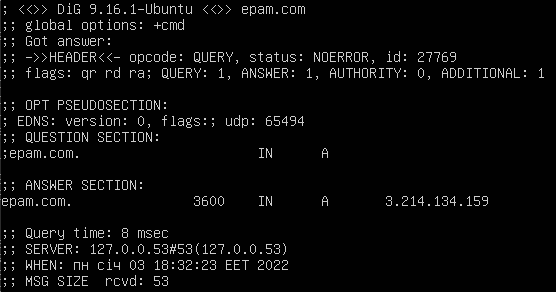 ; <<>> DiG 9.16.1-Ubuntu <<>> epam.com
;; global options: +cmd
;; Got answer:
;; ->>HEADER<<- opcode: QUERY, status: NOERROR, id: 27769
;; flags: qr rd ra; QUERY: 1, ANSWER: 1, AUTHORITY: 0, ADDITIONAL: 1
;; OPT PSEUDOSECTION:
; EDNS: version: 0, flags:; udp: 65494
;; QUESTION SECTION:
;epam.com. IN A
;; ANSWER SECTION:
epam.com. 3600 IN A 3.214.134.159
;; Query time: 8 msec
;; SERVER: 127.0.0.53#53(127.0.0.53)
;; WHEN: пн січ 03 18:32:23 EET 2022
;; MSG SIZE rcvd: 53